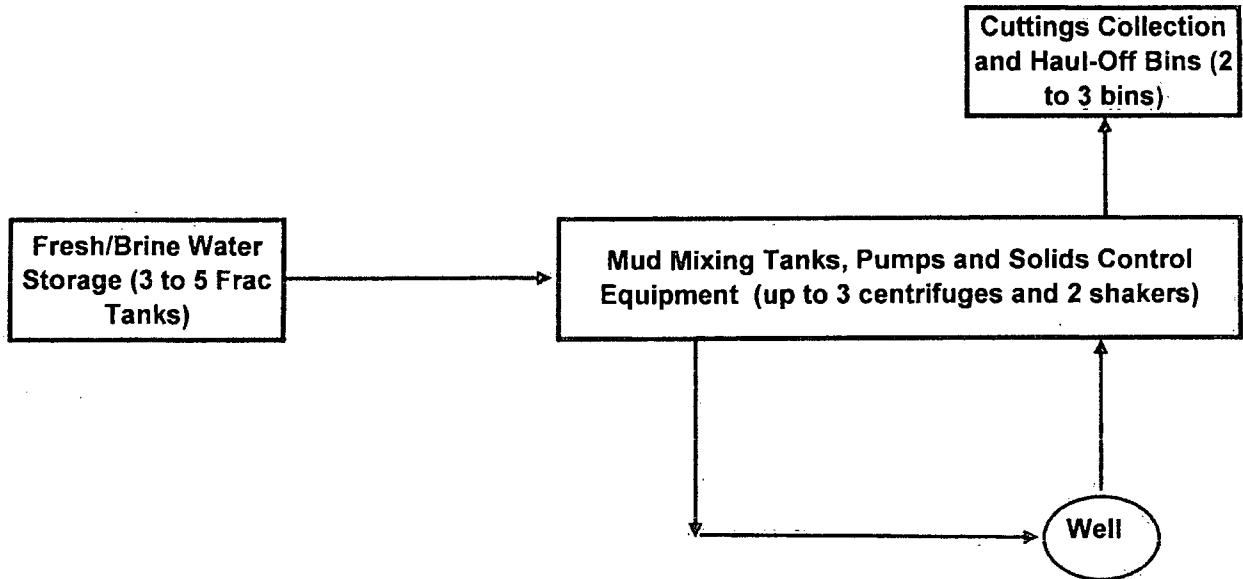 Cuttings Collection
and Haul-Off Bins (2
to 3 bins)
Fresh/Brine Water
Storage (3 to 5 Frac
Tanks)
Mud Mixing Tanks, Pumps and Solids Control
Equipment (up to 3 centrifuges and 2 shakers)
Well